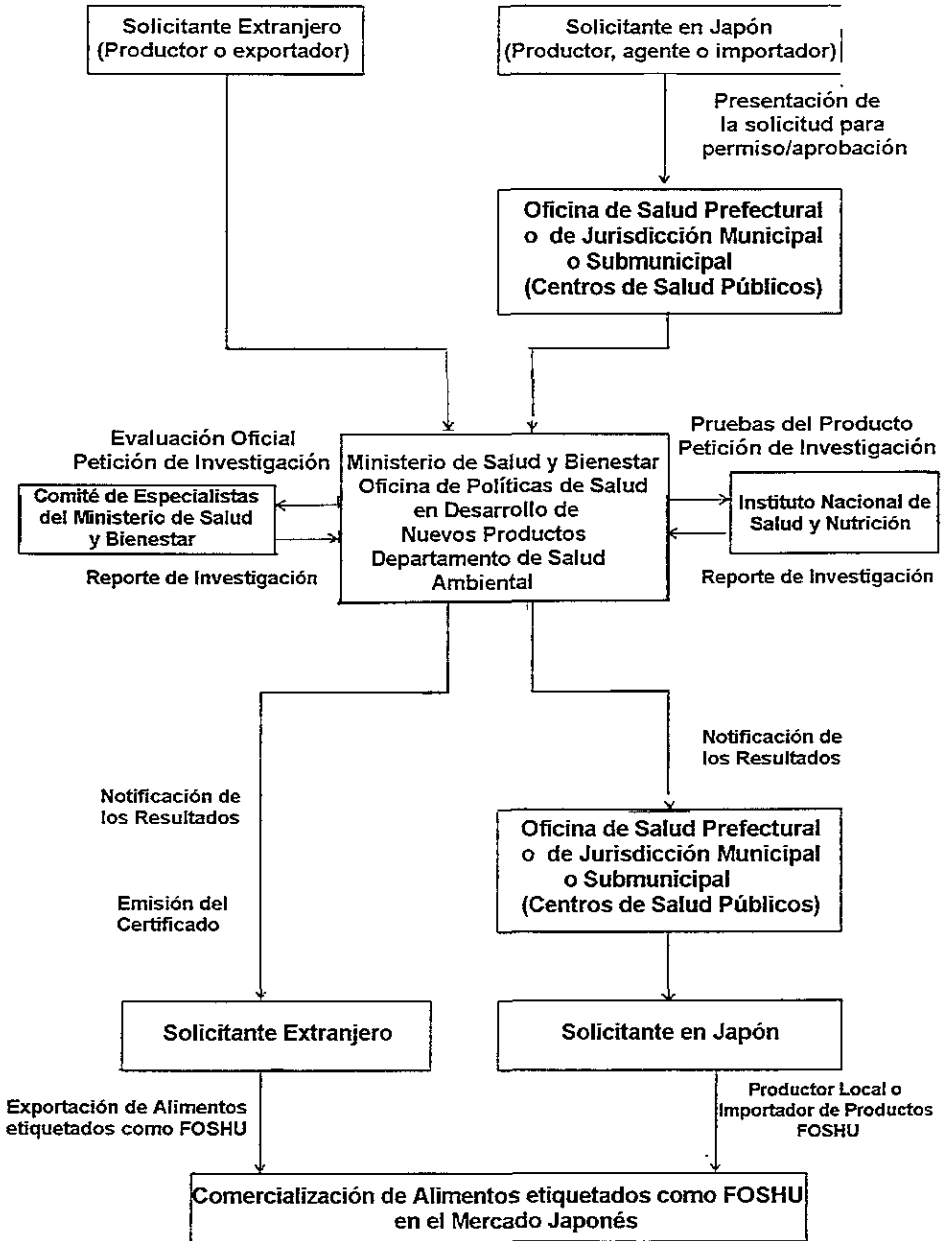 Solicitante Extranjero
(Productor o exportador)
Solicitante en Japón
(Productor, agente o importador)
Presentación de
la solicitud para
permiso/aprobación
Oficina de Salud Prefectural
o de Jurisdicción Municipal
o Submunicipal
(Centros de Salud Públicos)
Evaluación Oficial
Petición de Investigación
Comité de Especialistas
del Ministerio de Salud
y Bienestar
Reporte de Investigación
Ministerio de Salud y Bienestar
Oficina de Políticas de Salud
en Desarrollo de
Nuevos Productos
Departamento de Salud
Ambiental
Pruebas del Producto
Petición de Investigación
Instituto Nacional de
Salud y Nutrición
Reporte de Investigación
Notificación de
los Resultados
Emisión del
Certificado
Notificación de
los Resultados
Oficina de Salud Prefectural
o de Jurisdicción Municipal
o Submunicipal
(Centros de Salud Públicos)
Solicitante Extranjero
Solicitante en Japón
Exportación de Alimentos
etiquetados como FOSHU
Productor Local o
Importador de Productos
FOSHU
Comercialización de Alimentos etiquetados como FOSHU
en el Mercado Japonés